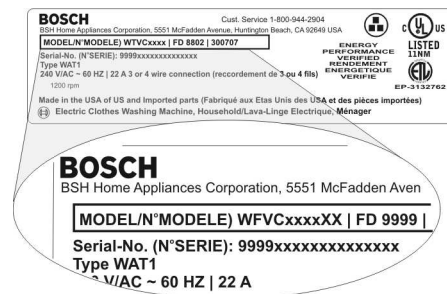 BOSCH
Cust. Service 1-800-944-2904
BSH Home Appliances Corporation, 5551 McFadden Avenue, Huntington Beach, CA 92649 USA
MODEL/N°MODELE) WTVCxxxx | FD 8802 | 300707
Serial-No. (N°SERIE): 9999xxxxxxxxxxxxxx
Type WAT1
240 V/AC ~ 60 HZ | 22 A 3 or 4 wire connection (reccordement de 3 ou 4 fils)
1200 rpm
ENERGY
PERFORMANCE
VERIFIED
RENDEMENT
ENERGETIQUE
VERIFIE
C UL US
LISTED
11NM
ETL
EP-3132762
Made in the USA of US and Imported parts (Fabriqué aux Etas Unis des USA et des pièces importées)
Electric Clothes Washing Machine, Household/Lava-Linge Electrique, Ménager
BOSCH
BSH Home Appliances Corporation, 5551 McFadden Aven
MODEL/N°MODELE) WFVCxxxxXX | FD 9999 |
Serial-No. (N°SERIE): 9999xxxxxxxxxxxxxx
Type WAT1
V/AC ~ 60 HZ | 22 A